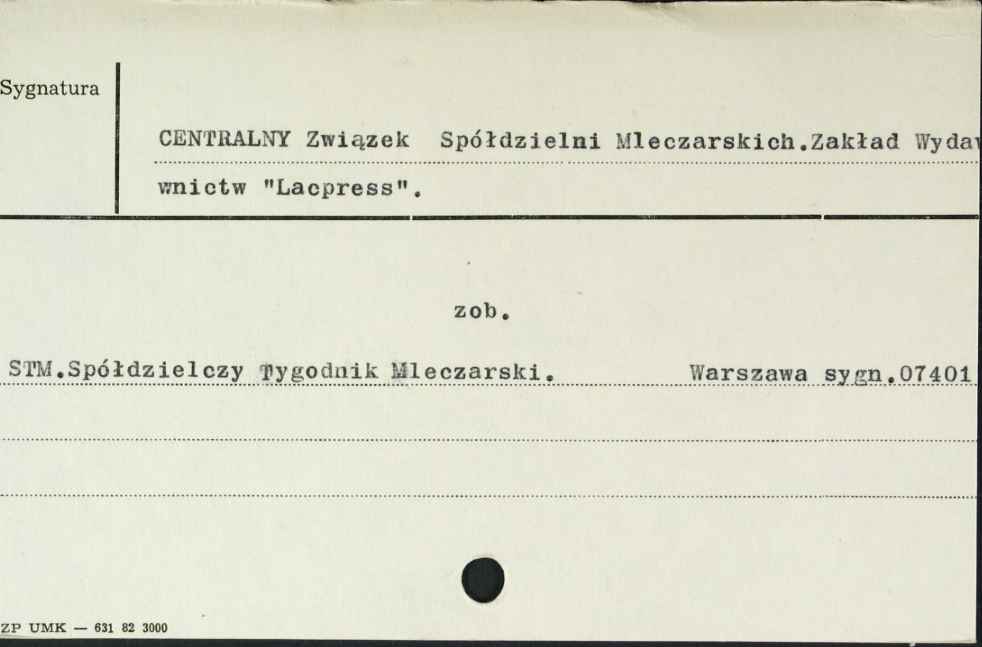 Sygnatura
CENTRALNY Związek Spółdzielni Mleczarskich.Zakład Wydaw
wnictw "Lacpress".
zob.
STM.Spółdzielczy Tygodnik Mleczarski. Warszawa sygn.07401
ZP UMK — 631 82 3000